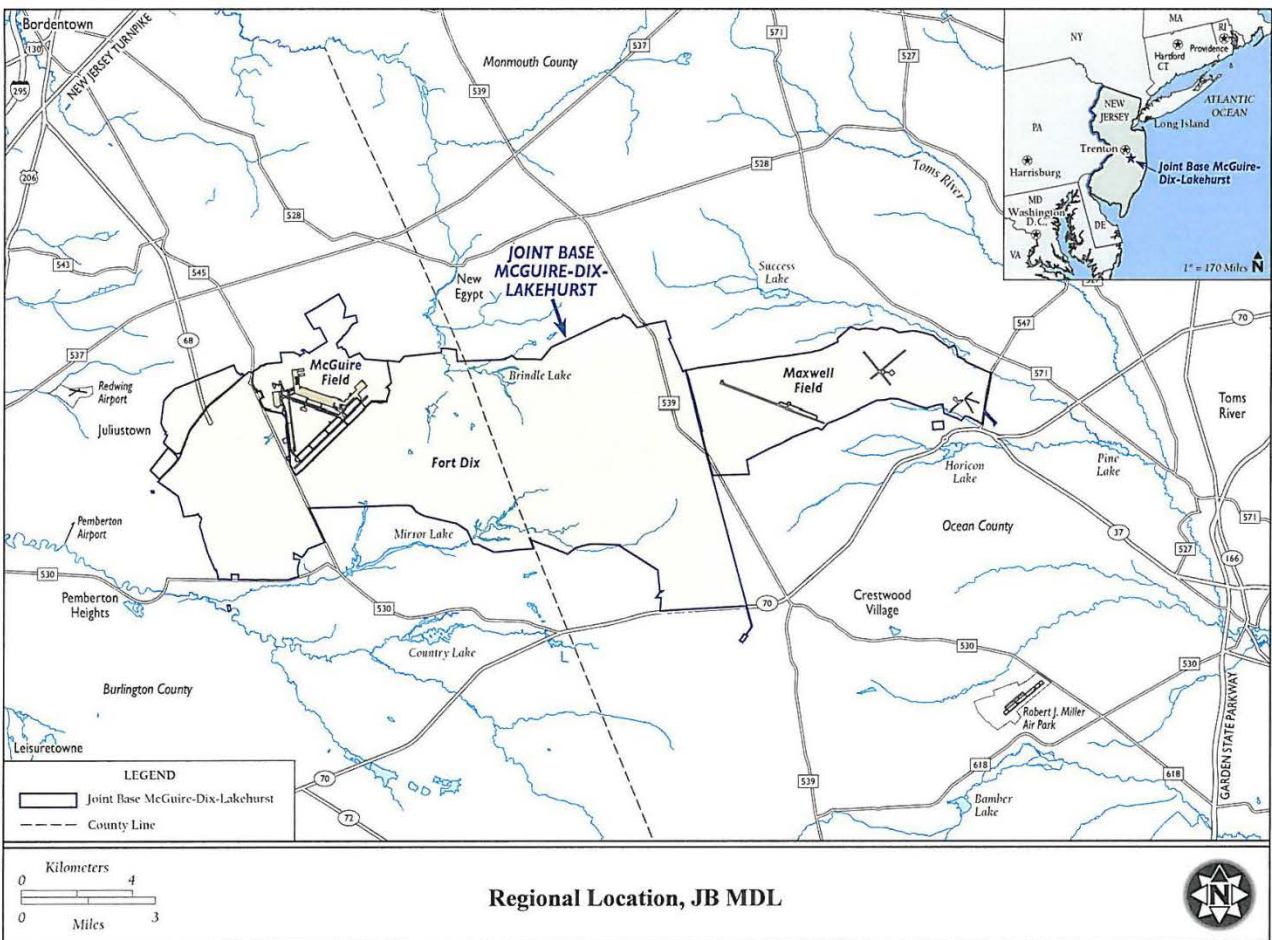 Bordentown
130
295
NEW JERSEY TURNPIKE
206
Monmouth County
537
539
571
527
528
Toms River
MA
NY
RI
Hartford
Providence
CT
NEW
JERSEY
ATLANTIC
OCEAN
Long Island
PA
Trenton
Harrisburg
Joint Base McGuire-
Dix-Lakehurst
MD
Washington
D.C.
DE
VA
1" = 170 Miles
N
528
543
545
JOINT BASE
MCGUIRE-DIX-
LAKEHURST
New
Egypt
Success
Lake
547
70
537
68
McGuire
Field
Brindle Lake
Maxwell
Field
571
Redwing
Airport
Juliustown
539
Toms
River
Fort Dix
Horicon
Lake
Pine
Lake
Pemberton
Airport
Mirror Lake
Ocean County
37
571
527
166
530
Pemberton
Heights
530
70
Crestwood
Village
530
Country Lake
530
Burlington County
Robert J. Miller
Air Park
GARDEN STATE PARKWAY
Leisuretowne
618
618
70
539
72
Bamber
Lake
LEGEND
Joint Base McGuire-Dix-Lakehurst
County Line
Kilometers
0 4
0 3
Miles
Regional Location, JB MDL
N